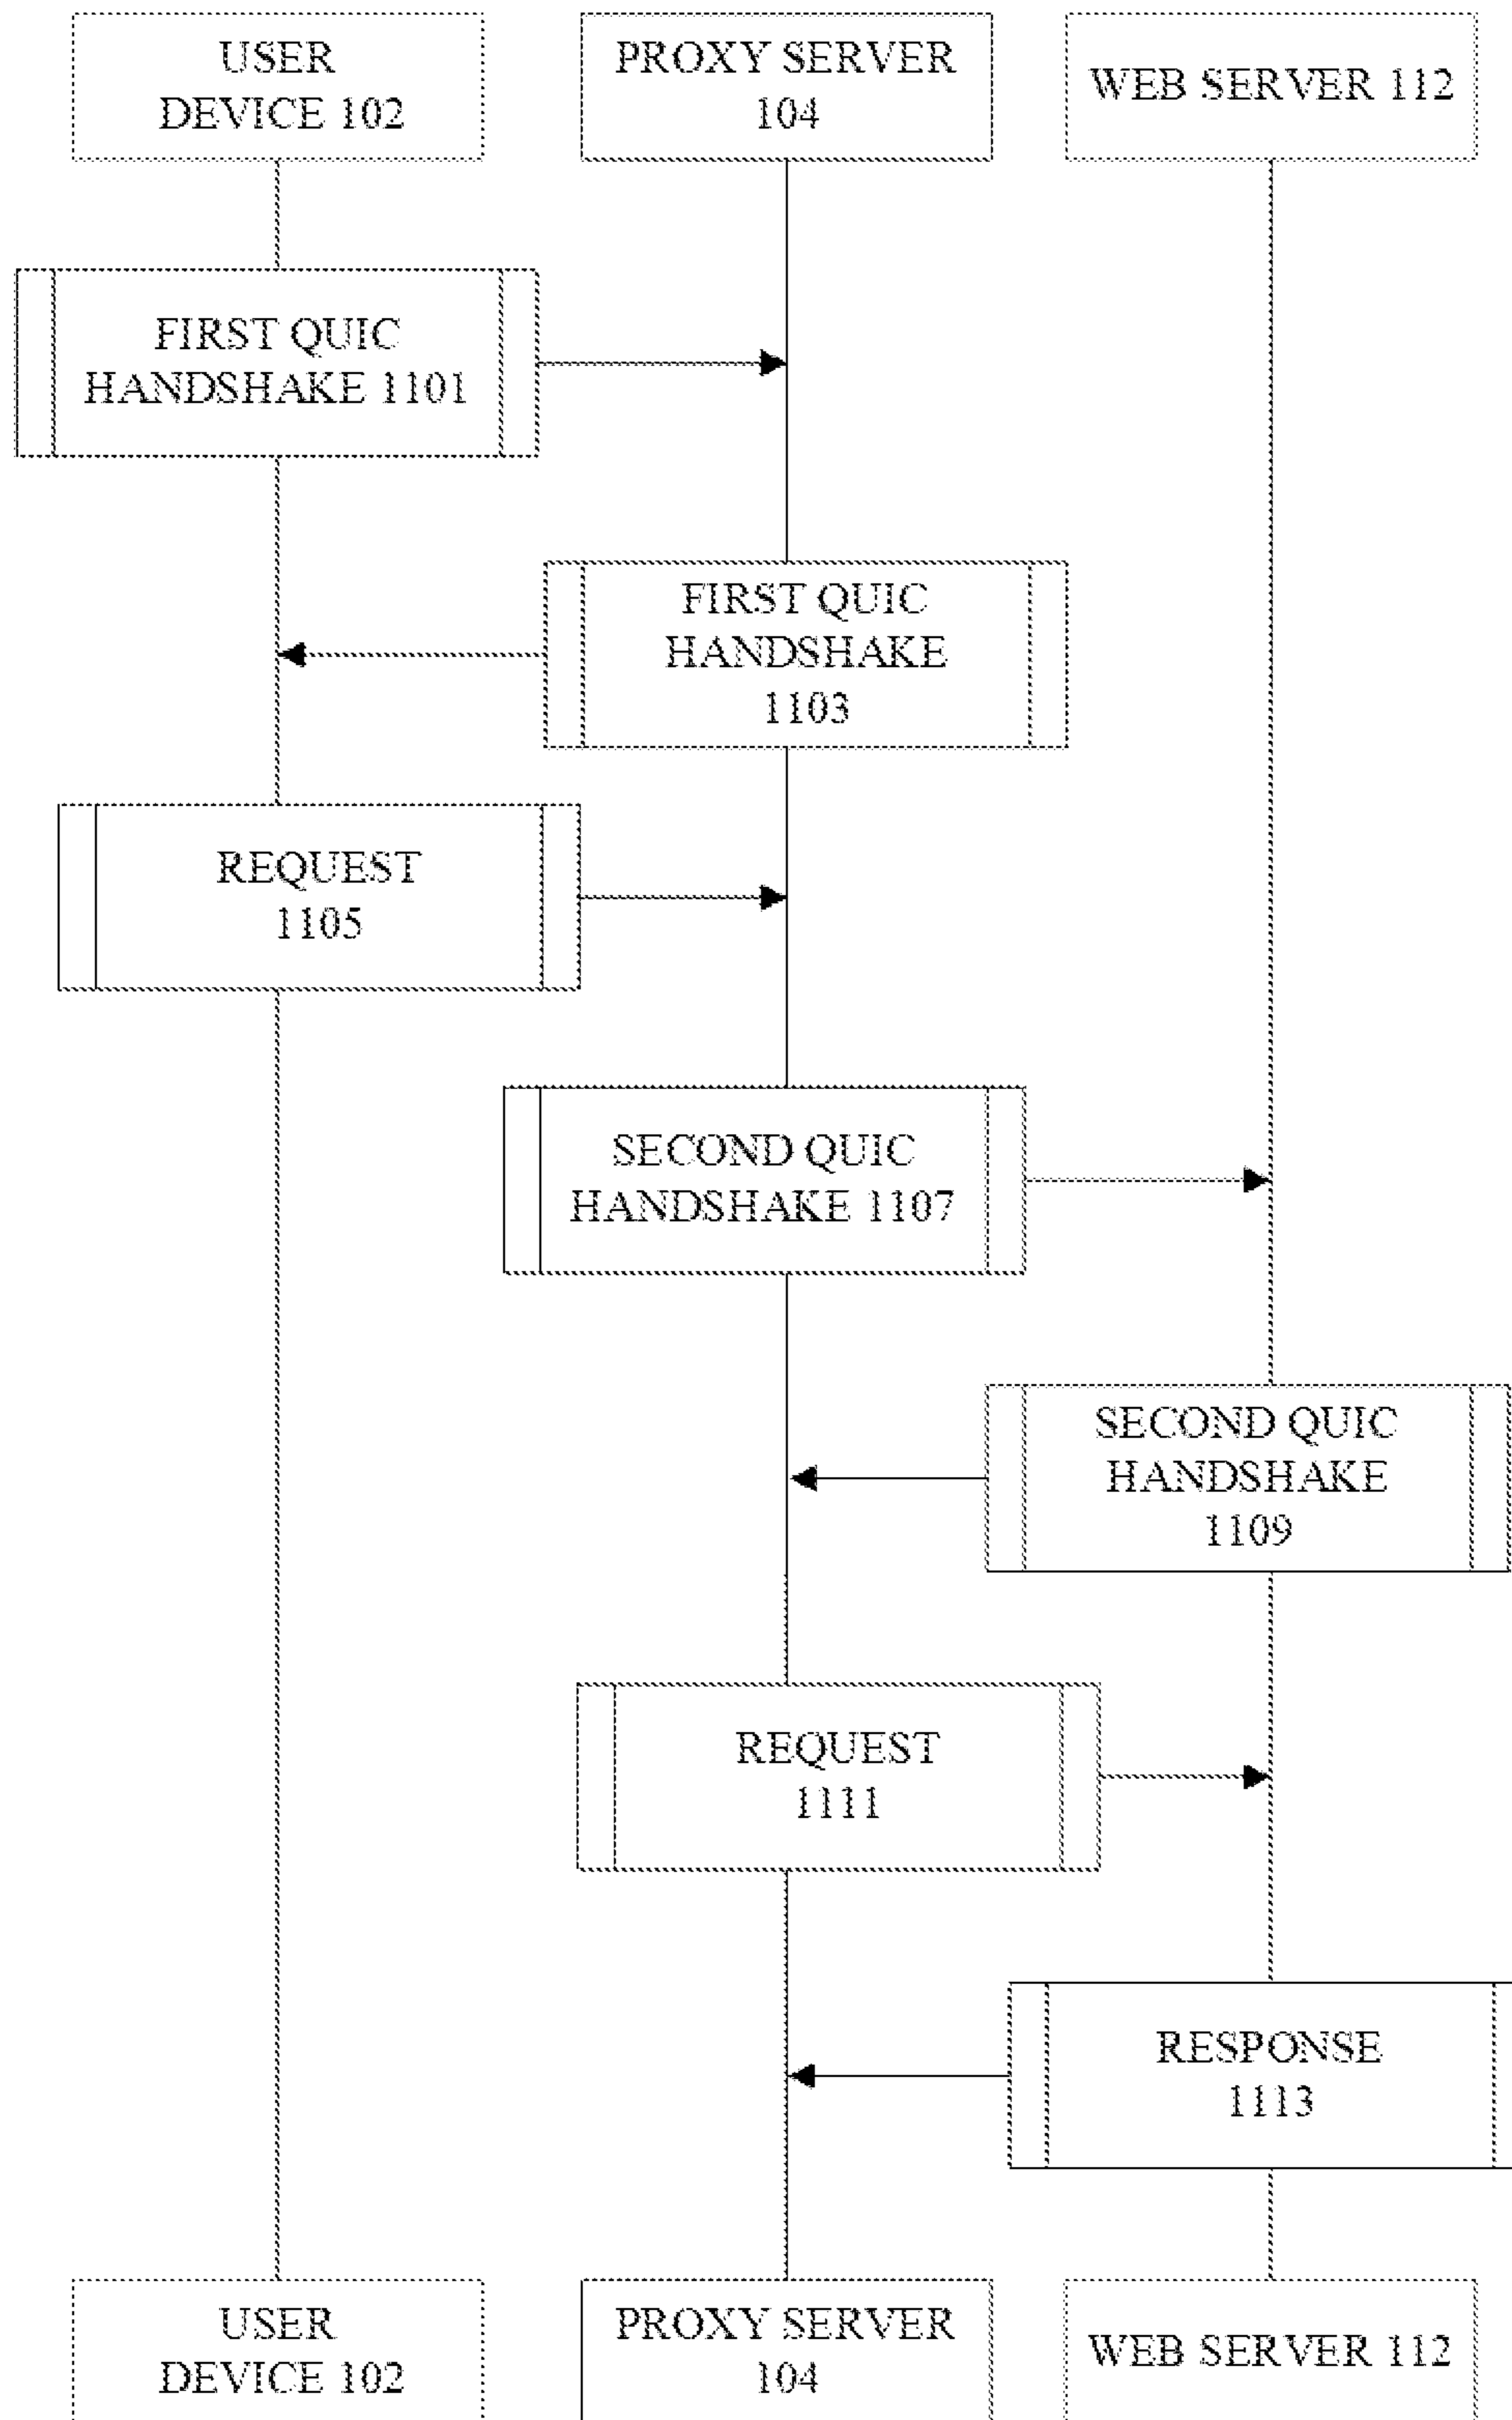 USER
DEVICE 102
PROXY SERVER
104
WEB SERVER 112
FIRST QUIC
HANDSHAKE 1101
FIRST QUIC
HANDSHAKE
1103
REQUEST
1105
SECOND QUIC
HANDSHAKE 1107
SECOND QUIC
HANDSHAKE
1109
REQUEST
1111
RESPONSE
1113
USER
DEVICE 102
PROXY SERVER
104
WEB SERVER 112